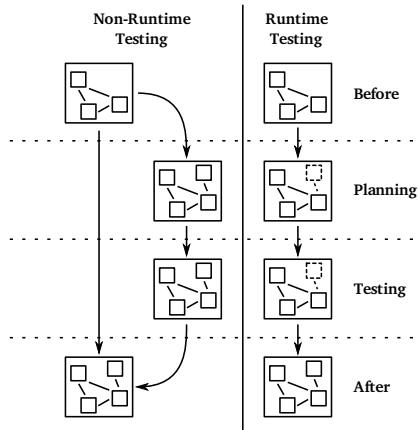 Non-Runtime
Testing
Runtime
Testing
Before
Planning
Testing
After